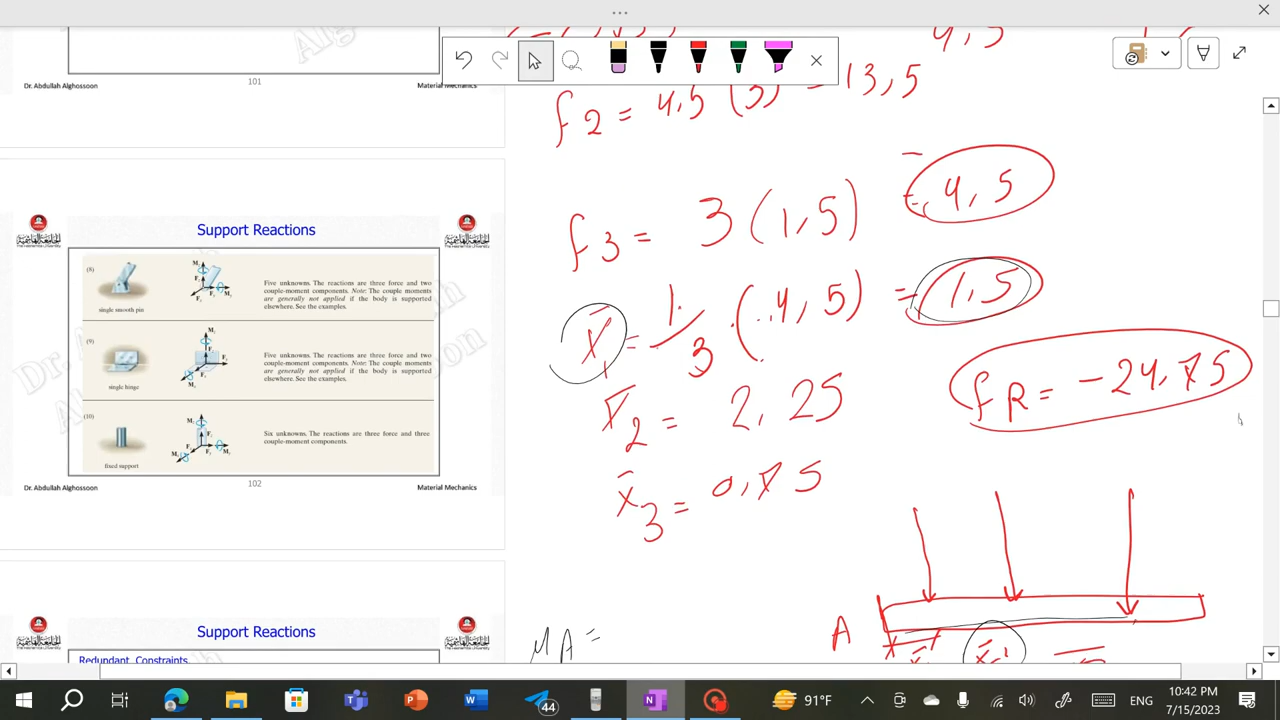 101
Dr. Abdullah Alghossoon
Material Mechanics
Support Reactions
(8)
single smooth pin
Five unknowns. The reactions are three force and two
couple-moment components. Note: The couple moments
are generally not applied if the body is supported
elsewhere. See the examples.
(9)
single hinge
Five unknowns. The reactions are three force and two
couple-moment components. Note: The couple moments
are generally not applied if the body is supported
elsewhere. See the examples.
(10)
fixed support
Six unknowns. The reactions are three force and three
couple-moment components.
Dr. Abdullah Alghossoon
102
Material Mechanics
Support Reactions
Redundant Constraints
f2 = 4,5 (3) = 13,5
f3 = 3 (1,5) = 4,5
x̄1 = 1/3 . (4,5) = 1,5
x̄2 = 2,25
x̄3 = 0,75
fR = -24,75
A
MA =
44
91°F
ENG
10:42 PM
7/15/2023